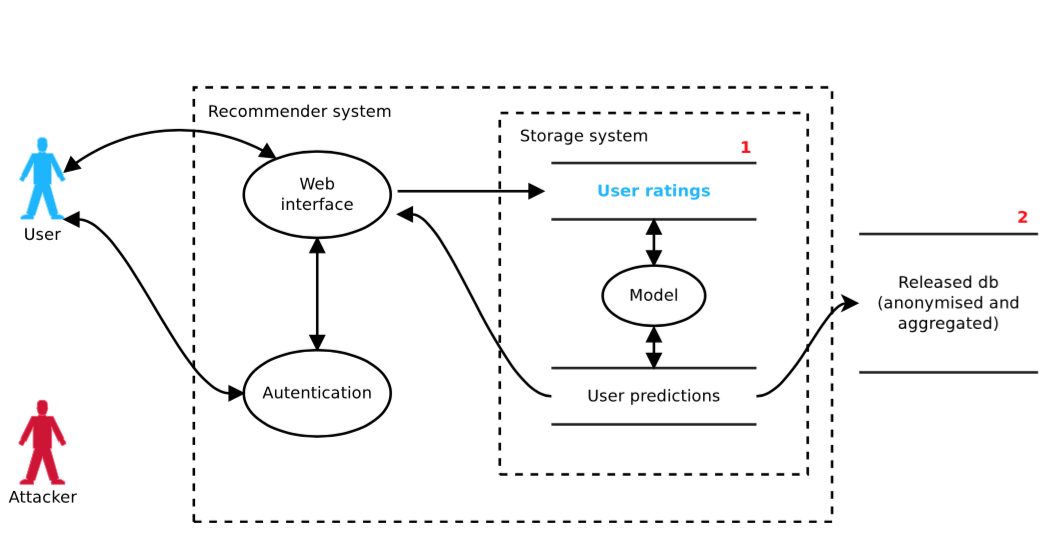 Recommender system
Storage system
1
User ratings
Web
interface
User
2
Released db
(anonymised and
aggregated)
Model
Autentication
User predictions
Attacker